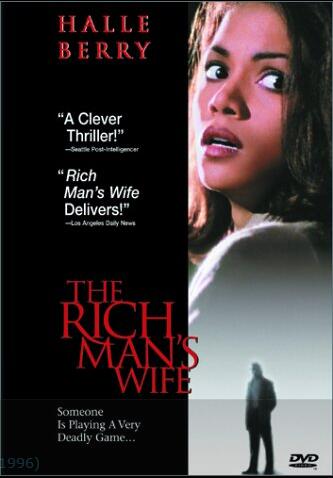 HALLE
BERRY
“A Clever
Thriller!”
—Seattle Post-Intelligencer
“Rich
Man's Wife
Delivers!”
—Los Angeles Daily News
THE
RICH
MAN'S
WIFE
Someone
Is Playing A Very
Deadly Game...
1996)
DVD
VIDEO